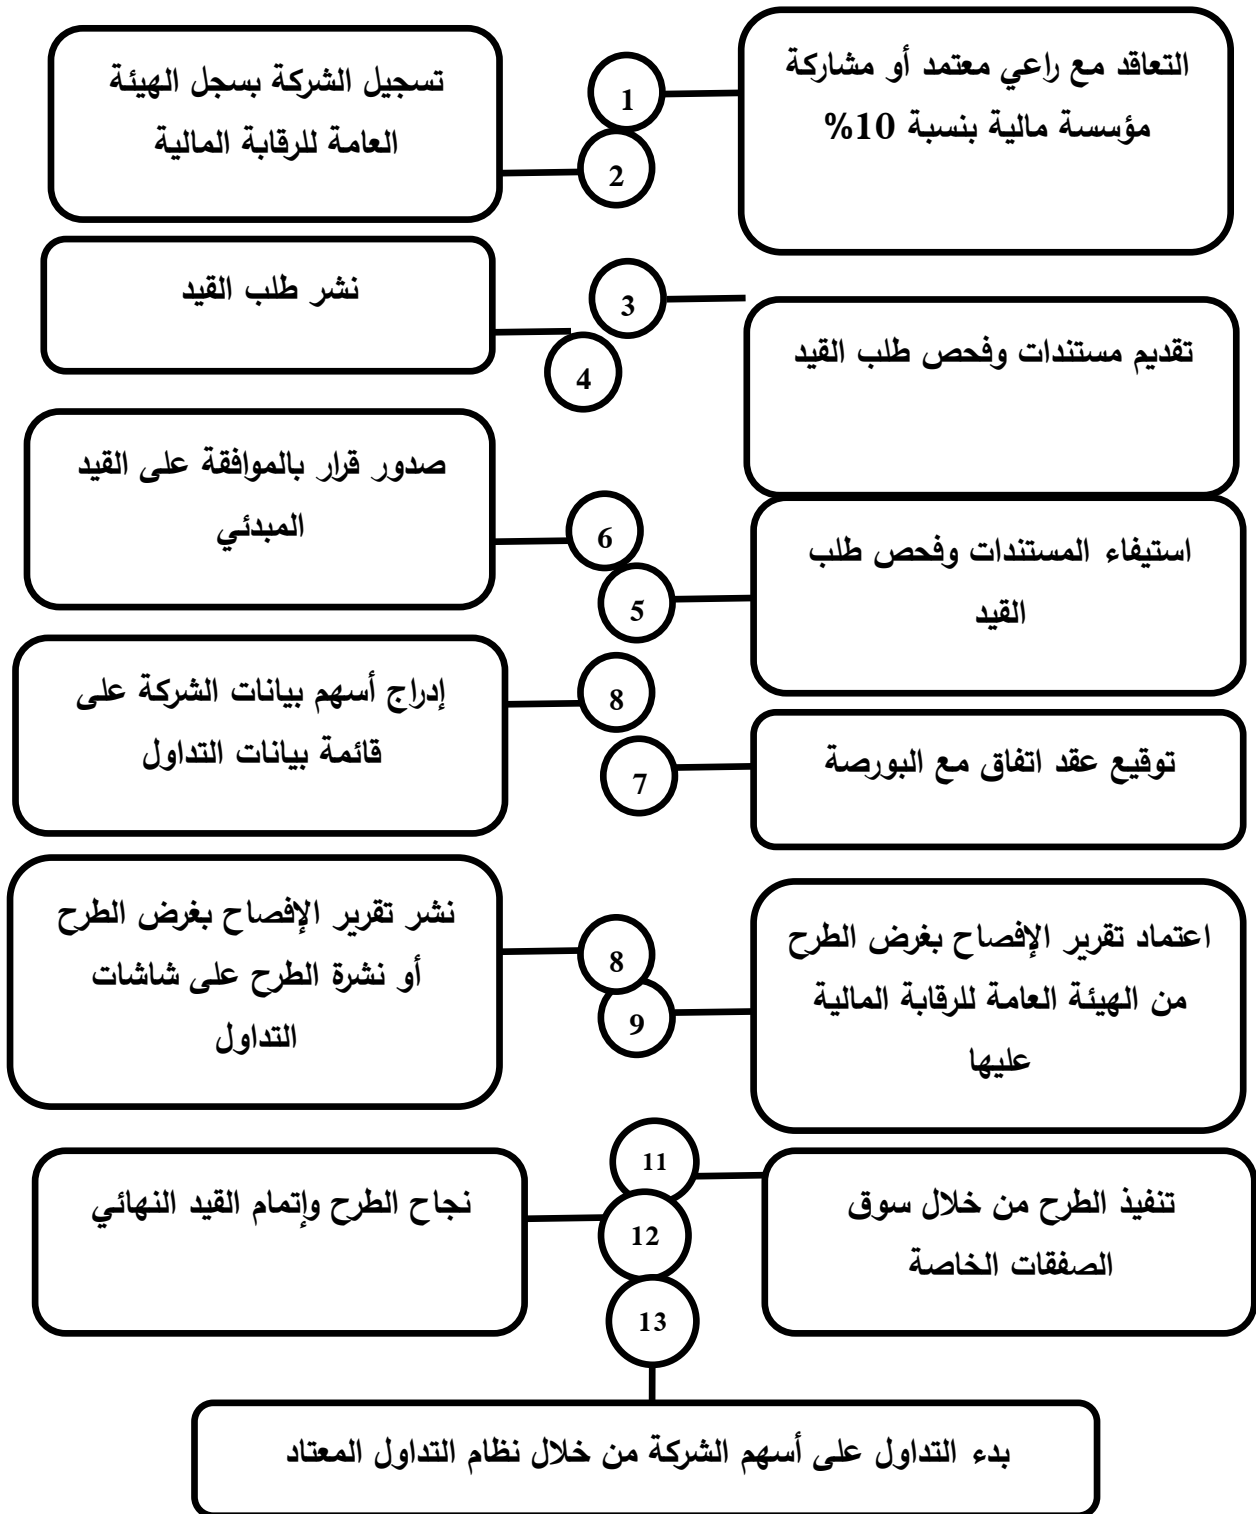 التعاقد مع راعي معتمد أو مشاركة
مؤسسة مالية بنسبة 10%
1
تسجيل الشركة بسجل الهيئة
العامة للرقابة المالية
2
3
تقديم مستندات وفحص طلب القيد
نشر طلب القيد
4
استيفاء المستندات وفحص طلب
القيد
5
صدور قرار بالموافقة على القيد
المبدئي
6
توقيع عقد اتفاق مع البورصة
7
إدراج أسهم بيانات الشركة على
قائمة بيانات التداول
8
اعتماد تقرير الإفصاح بغرض الطرح
من الهيئة العامة للرقابة المالية
عليها
9
نشر تقرير الإفصاح بغرض الطرح
أو نشرة الطرح على شاشات
التداول
8
تنفيذ الطرح من خلال سوق
الصفقات الخاصة
11
نجاح الطرح وإتمام القيد النهائي
12
13
بدء التداول على أسهم الشركة من خلال نظام التداول المعتاد